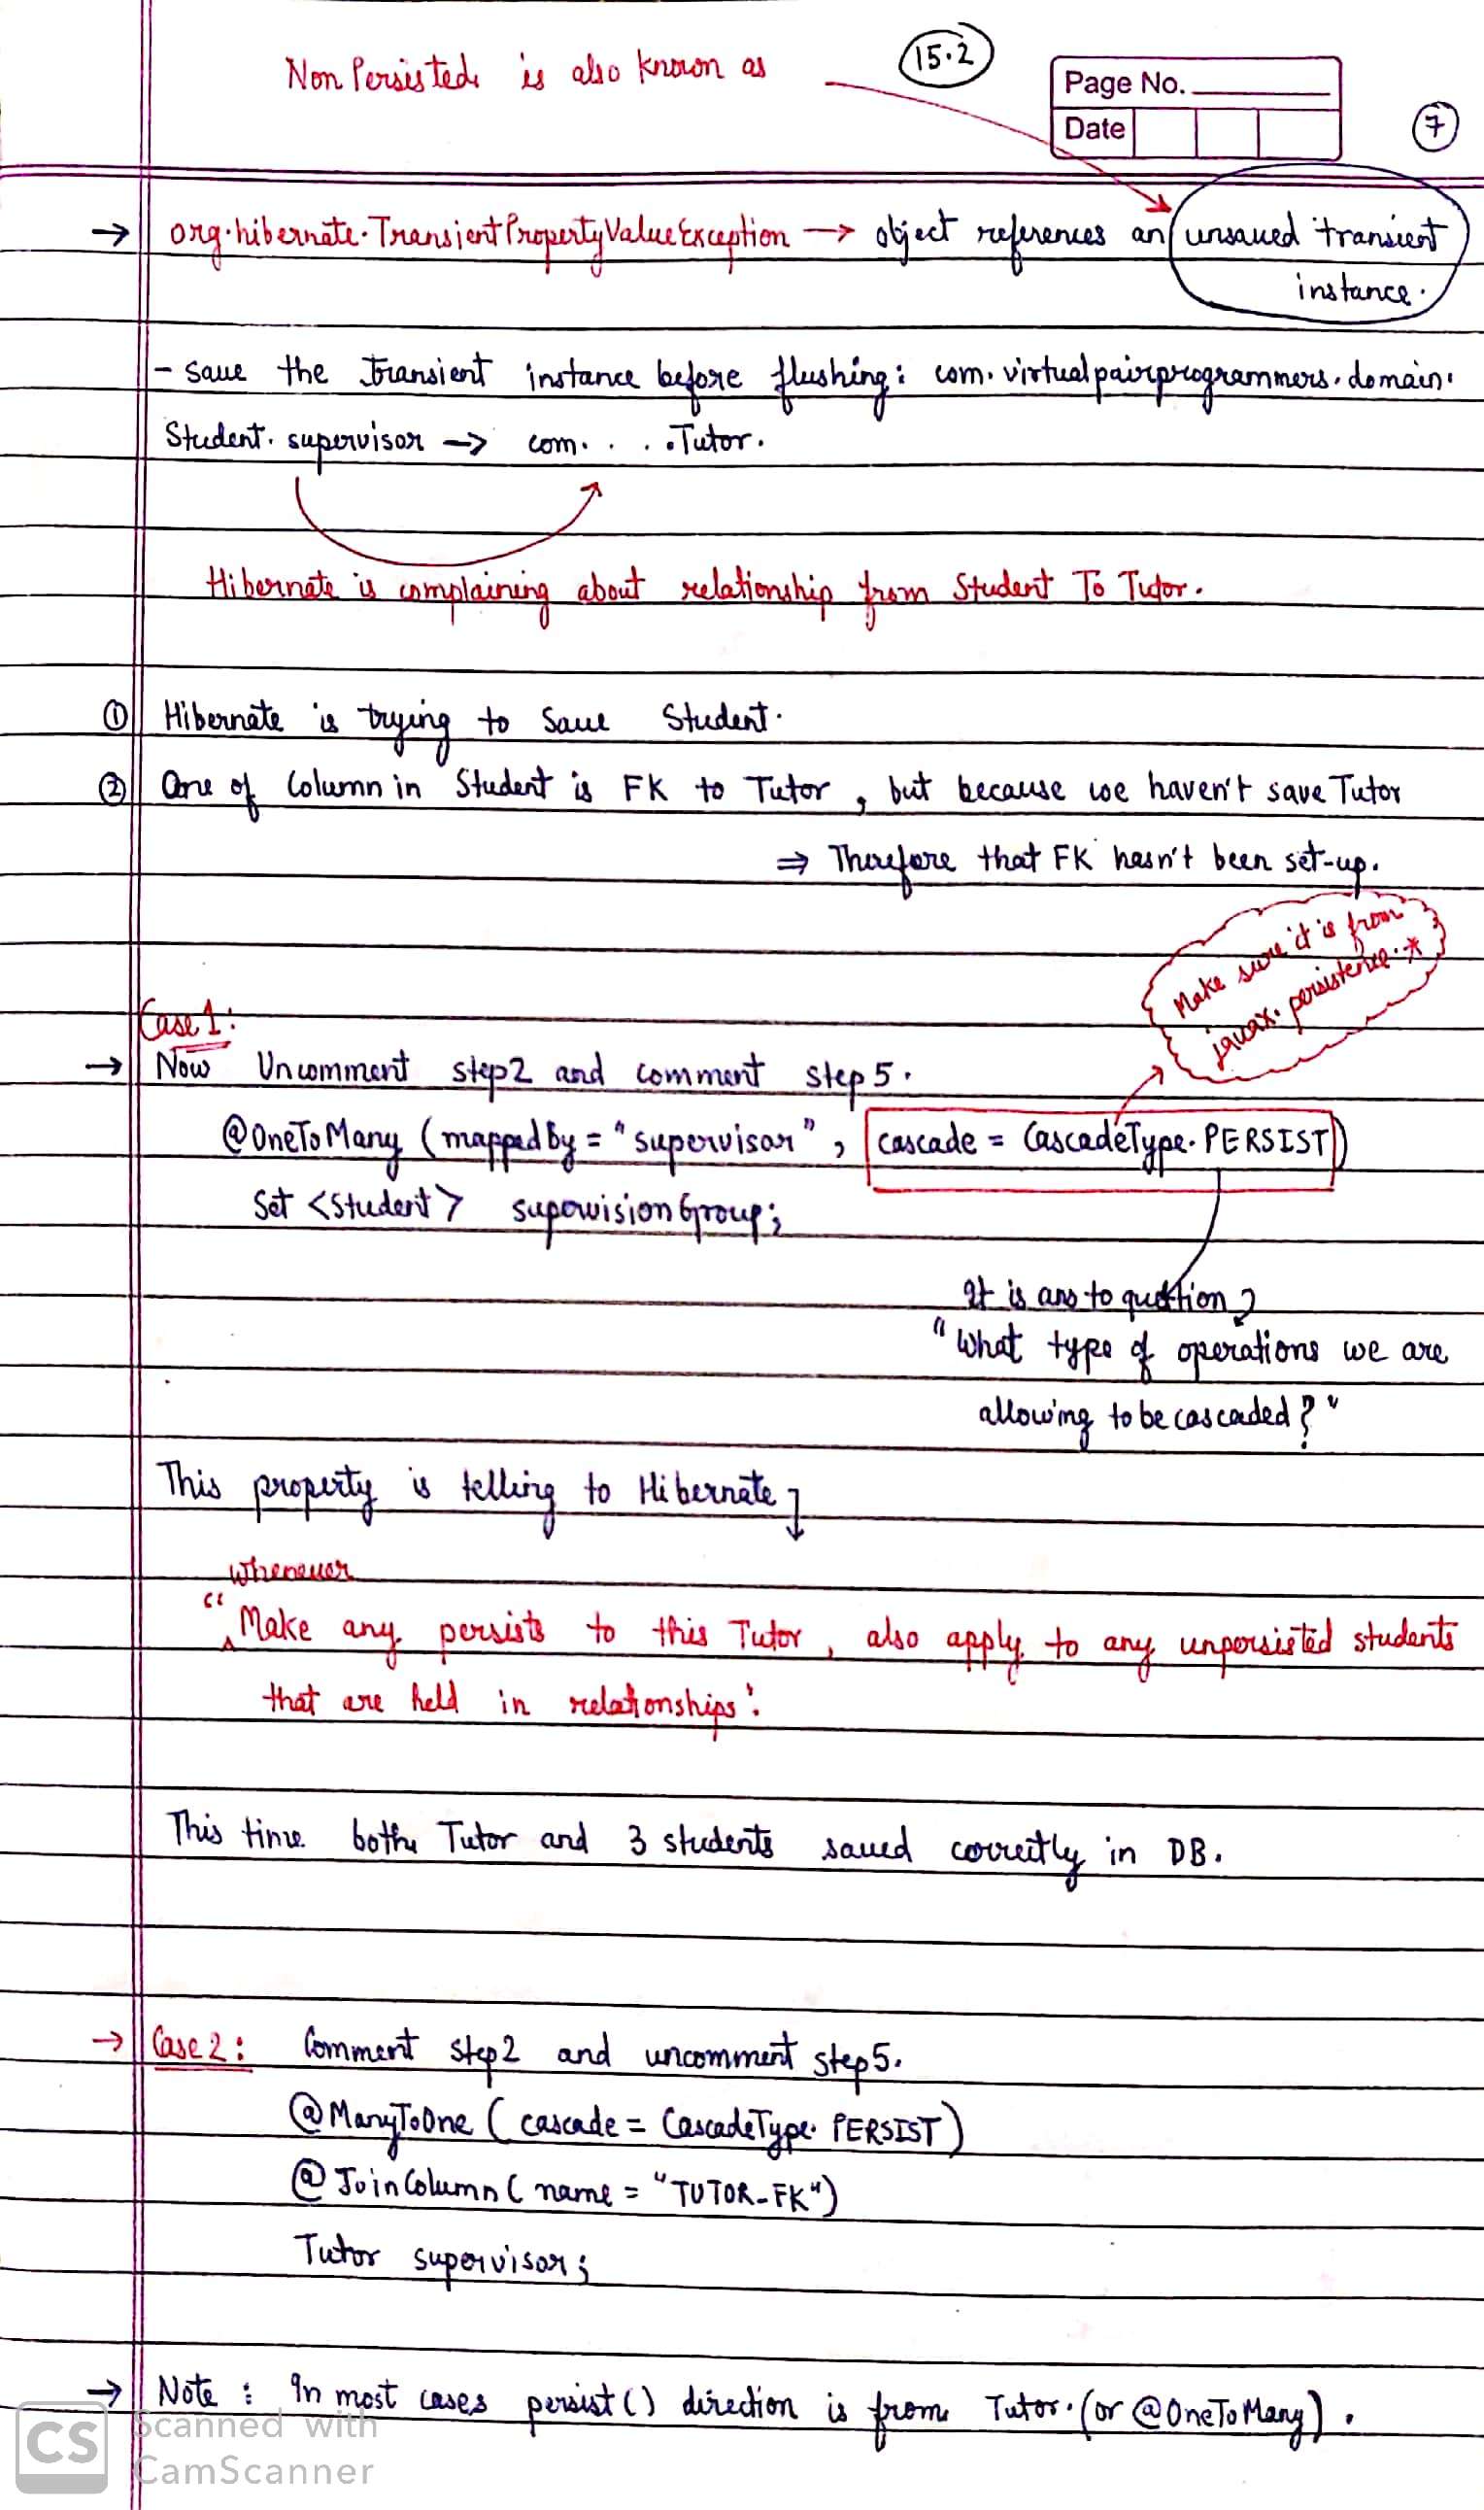 Non Persisted is also known as
15.2
Page No.
Date
7
→ org.hibernate.TransientPropertyValueException → object references an unsaved transient
instance.
- save the transient instance before flushing: com.virtualpairprogrammers.domain.
Student.supervisor → com. . . .Tutor.
Hibernate is complaining about relationship from Student To Tutor.
① Hibernate is trying to save Student.
② One of Column in Student is FK to Tutor, but because we haven't save Tutor
⇒ Therefore that FK hasn't been set-up.
Make sure it is from
javax.persistence.*
Case 1:
→ Now Uncomment step2 and comment step5.
@OneToMany (mappedBy = "supervisor", cascade = CascadeType.PERSIST)
Set <Student> supervisionGroup;
It is ans to question
"What type of operations we are
allowing to be cascaded?"
This property is telling to Hibernate
whenever
"Make any persists to this Tutor, also apply to any unpersisted students
that are held in relationships".
This time both Tutor and 3 students saved correctly in DB.
→ Case 2: Comment step2 and uncomment step5.
@ManyToOne (cascade = CascadeType.PERSIST)
@JoinColumn(name = "TUTOR_FK")
Tutor supervisor;
→ Note: In most cases persist() direction is from Tutor.(or @OneToMany).
CS
Scanned with
CamScanner